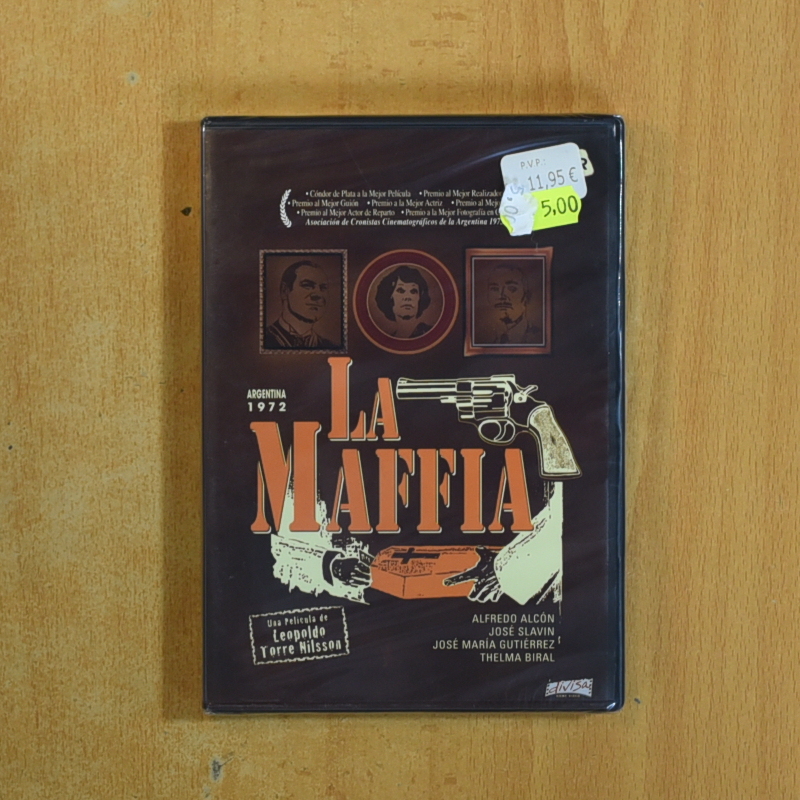 P.V.P.:
11,95 €
5,00
R
• Cóndor de Plata a la Mejor Película • Premio al Mejor Realizador
• Premio al Mejor Guión • Premio a la Mejor Actriz • Premio al Mejor
• Premio al Mejor Actor de Reparto • Premio a la Mejor Fotografía en
Asociación de Cronistas Cinematográficos de la Argentina
ARGENTINA
1972
LA
MAFFIA
Una Película de
Leopoldo
Torre Nilsson
ALFREDO ALCÓN
JOSÉ SLAVIN
JOSÉ MARÍA GUTIÉRREZ
THELMA BIRAL
divisa